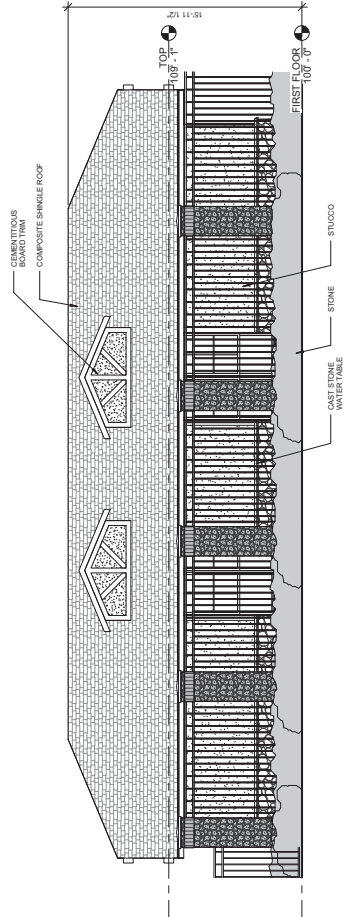 CEMENTITIOUS
BOARD TRIM
COMPOSITE SHINGLE ROOF
15'-11 1/2"
TOP
109' - 1"
FIRST FLOOR
100' - 0"
CAST STONE
WATER TABLE
STONE
STUCCO